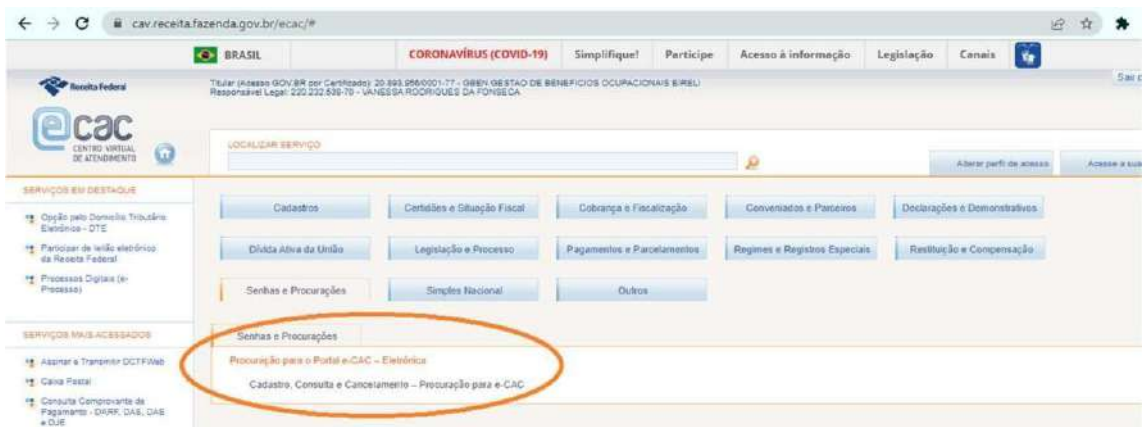 cav.receita.fazenda.gov.br/ecac/#
BRASIL
CORONAVÍRUS (COVID-19)
Simplifique!
Participe
Acesso à informação
Legislação
Canais
Receita Federal
Titular (Acesso GOV.BR por Certificado): 20.893.956/0001-77 - GBEN GESTAO DE BENEFICIOS OCUPACIONAIS EIRELI
Responsável Legal: 220.232.538-70 - VANESSA RODRIGUES DA FONSECA
Sair
ecac
CENTRO VIRTUAL
DE ATENDIMENTO
LOCALIZAR SERVIÇO
Alterar perfil de acesso
Acesse a sua
SERVIÇOS EM DESTAQUE
Opção pelo Domicílio Tributário
Eletrônico - DTE
Participar de leilão eletrônico
da Receita Federal
Processos Digitais (e-
Processo)
SERVIÇOS MAIS ACESSADOS
Assinar e Transmitir DCTFWeb
Caixa Postal
Consulta Comprovante de
Pagamento - DARF, DAS, DAE
e DJE
Cadastros
Certidões e Situação Fiscal
Cobrança e Fiscalização
Conveniados e Parceiros
Declarações e Demonstrativos
Dívida Ativa da União
Legislação e Processo
Pagamentos e Parcelamentos
Regimes e Registros Especiais
Restituição e Compensação
Senhas e Procurações
Simples Nacional
Outros
Senhas e Procurações
Procuração para o Portal e-CAC – Eletrônica
Cadastro, Consulta e Cancelamento – Procuração para e-CAC